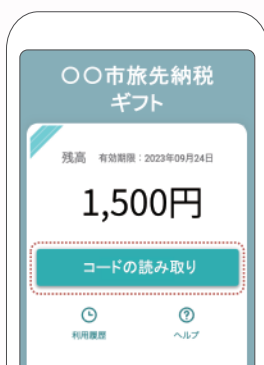 〇〇市旅先納税
ギフト
残高 有効期限：2023年09月24日
1,500円
コードの読み取り
利用履歴 ヘルプ